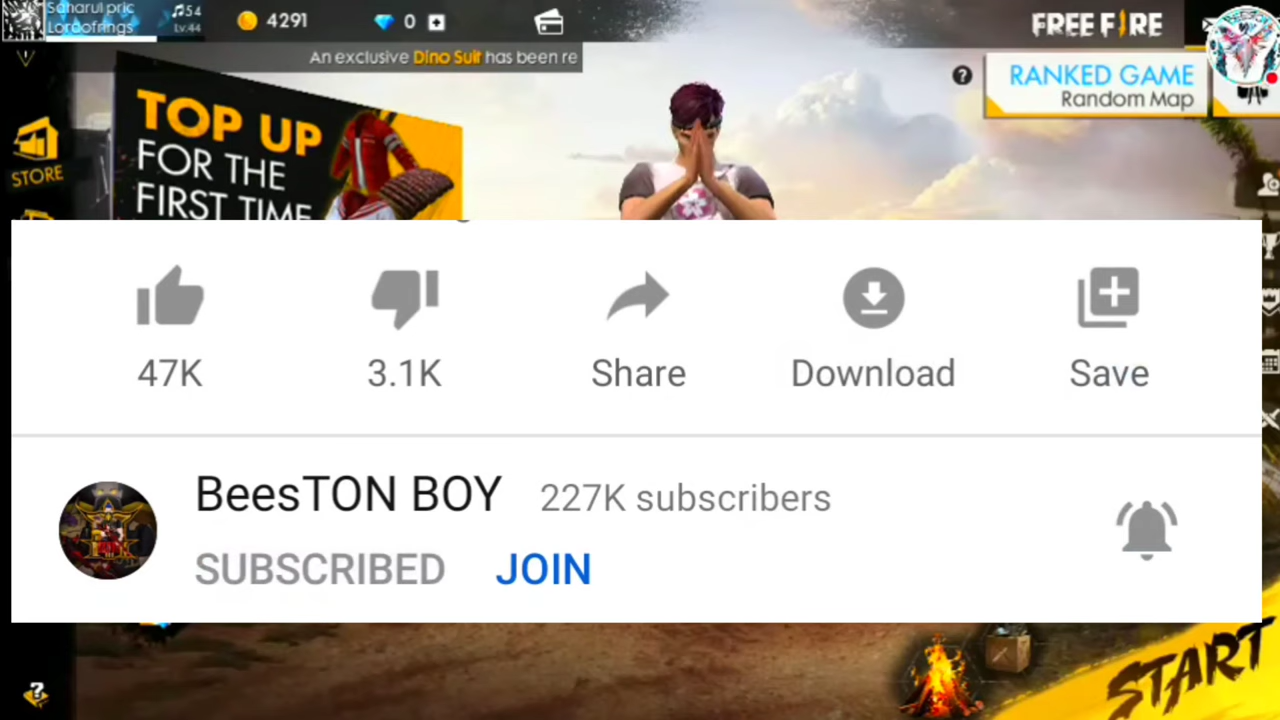 Saharul pric
54
4291
0
FREE FIRE
Lordofrings
Lv.44
An exclusive Dino Suit has been re
RANKED GAME
Random Map
TOP UP
FOR THE
FIRST TIME
STORE
47K
3.1K
Share
Download
Save
BeesTON BOY 227K subscribers
SUBSCRIBED JOIN
START